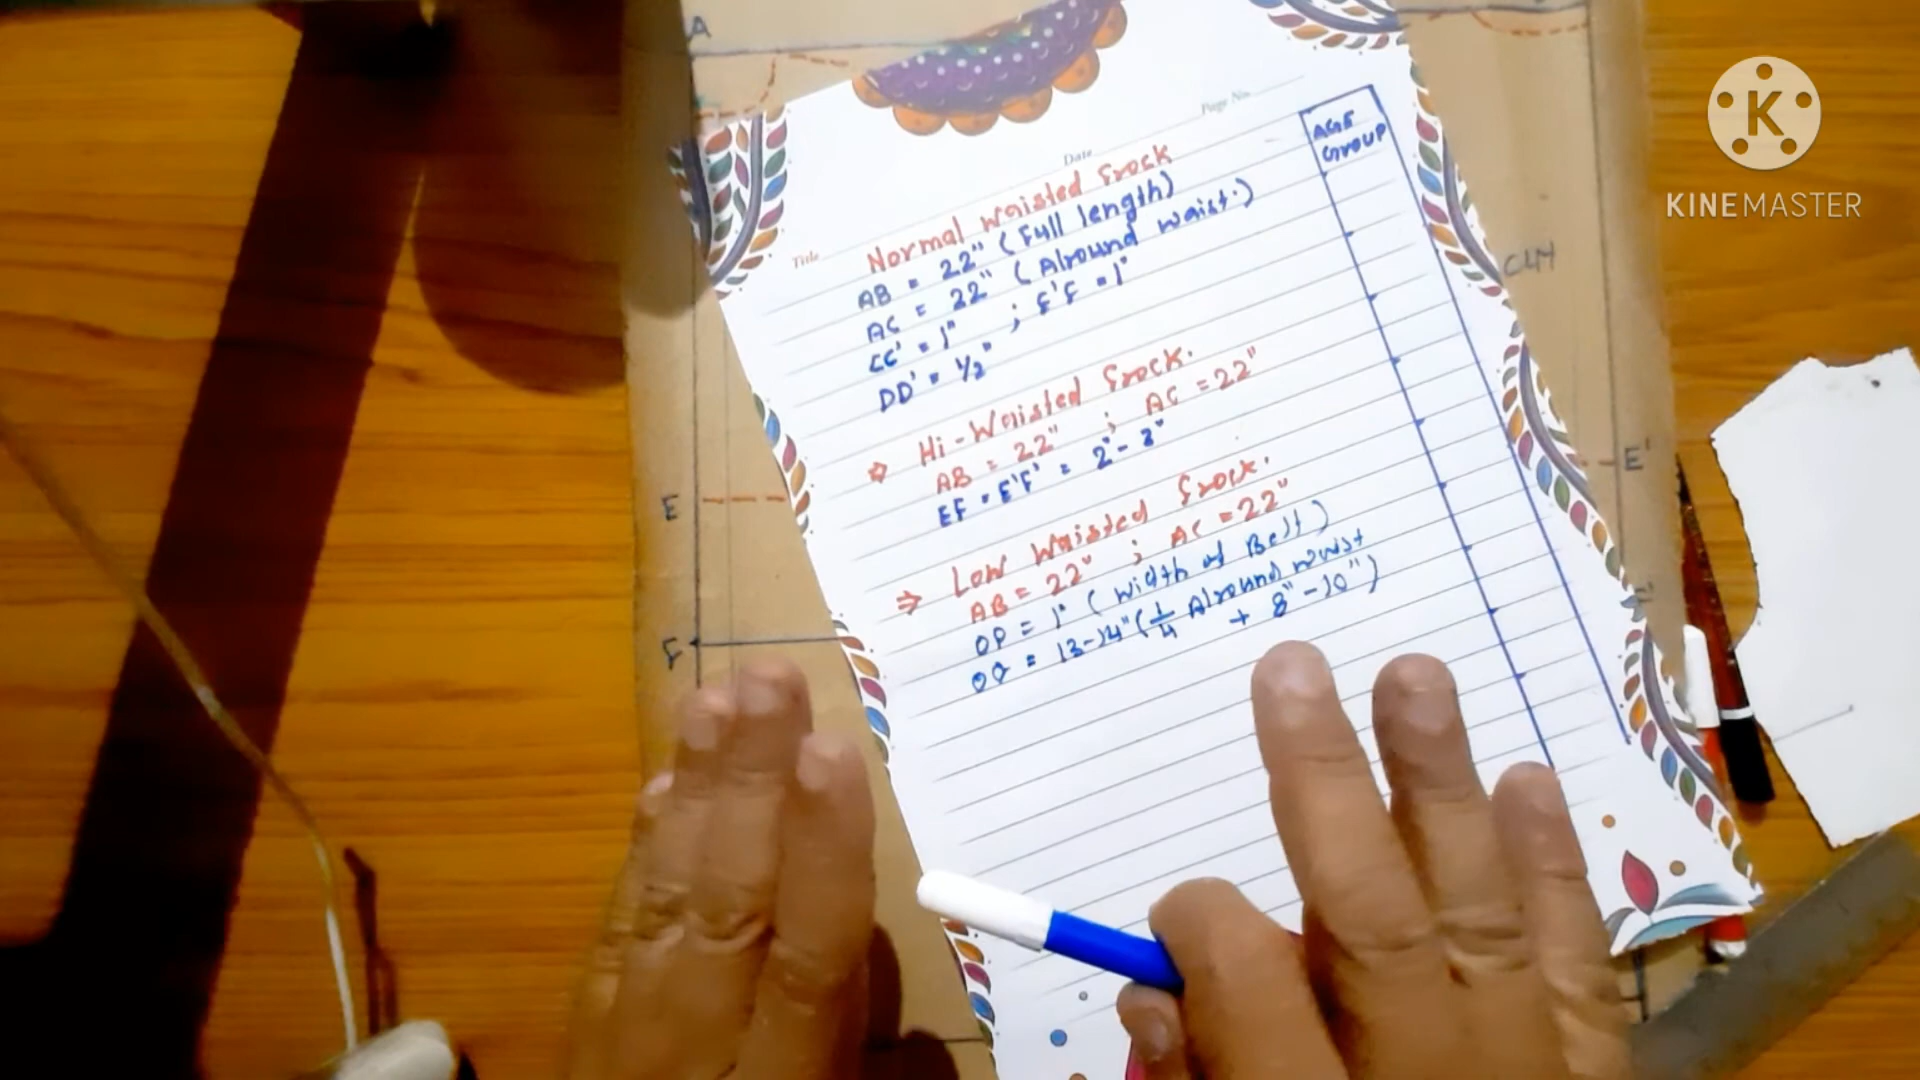 A
Page No.
AGE
Group
Date
Title
Normal Waisted Frock
AB = 22" (Full length)
AC = 22" (Alround waist.)
CC' = 1" ; E'F = 1"
DD' = 1/2"
Hi-Waisted Frock.
AB = 22" ; AC = 22"
EF = E'F' = 2"-3"
⇒ Low Waisted Frock.
AB = 22" ; AC = 22"
OP = 1" (Width of Belt)
OQ = 13-14" (1/4 Alround waist
+ 8"-10")
E
E'
F
KINEMASTER